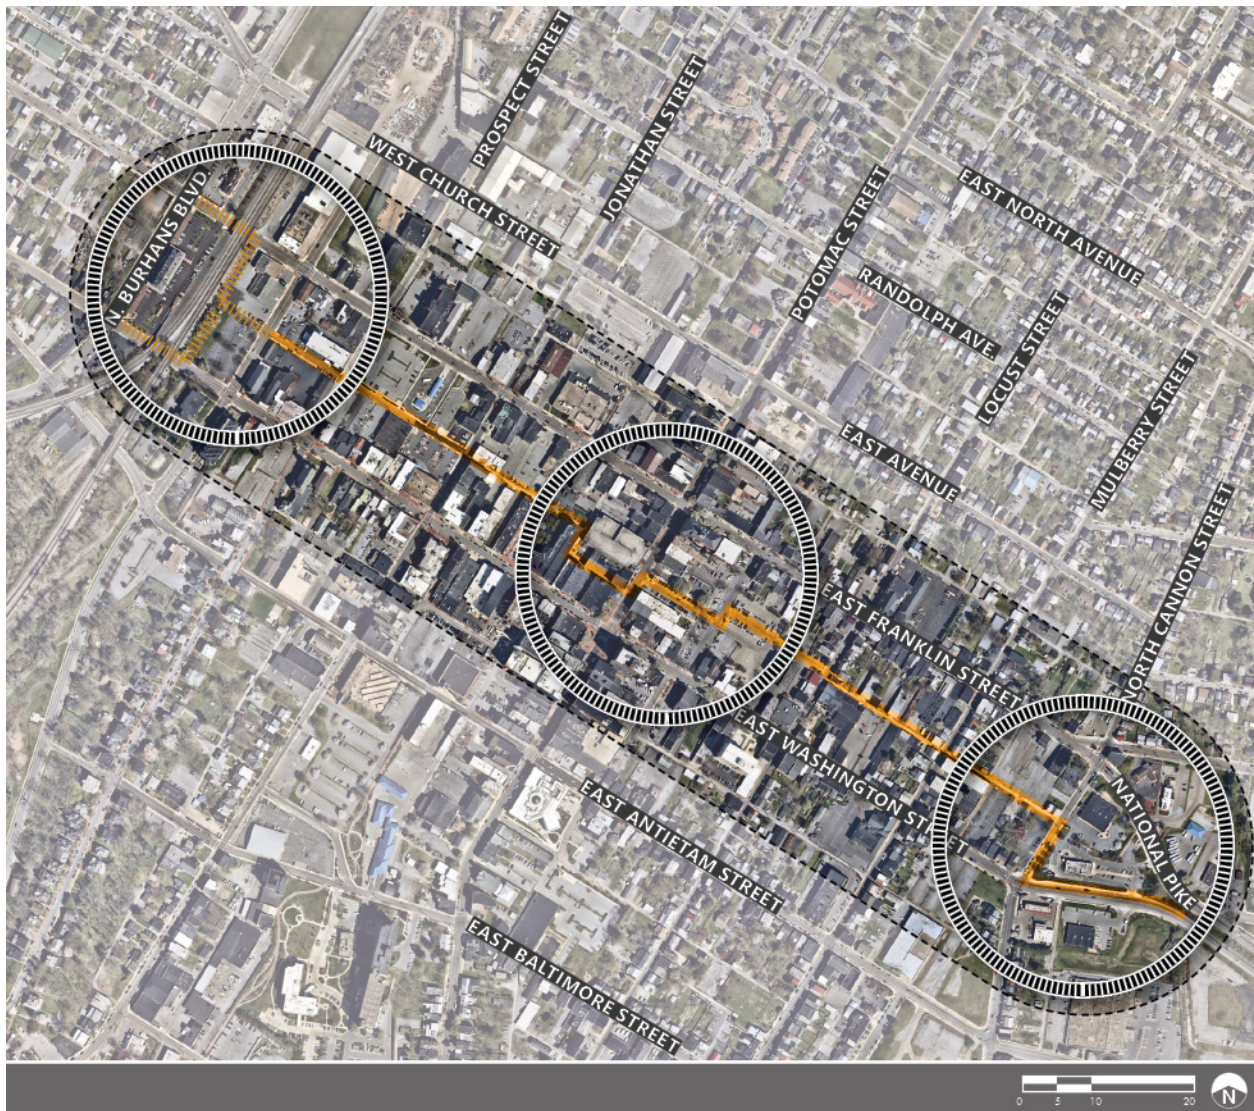 PROSPECT STREET
JONATHAN STREET
WEST CHURCH STREET
POTOMAC STREET
EAST NORTH AVENUE
N. BURHANS BLVD.
RANDOLPH AVE.
LOCUST STREET
MULBERRY STREET
EAST AVENUE
NORTH CANNON STREET
EAST FRANKLIN STREET
EAST WASHINGTON STREET
NATIONAL PIKE
EAST ANTIETAM STREET
EAST BALTIMORE STREET
0 5 10 20
N